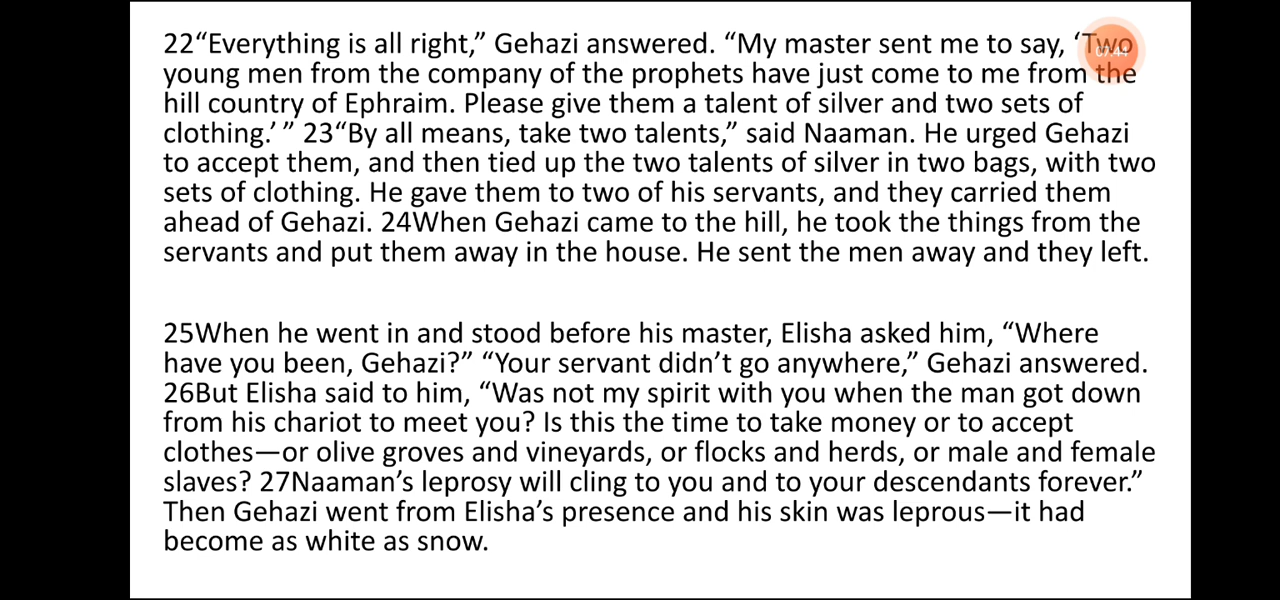 22“Everything is all right,” Gehazi answered. “My master sent me to say, ‘Two
young men from the company of the prophets have just come to me from the
hill country of Ephraim. Please give them a talent of silver and two sets of
clothing.’ ” 23“By all means, take two talents,” said Naaman. He urged Gehazi
to accept them, and then tied up the two talents of silver in two bags, with two
sets of clothing. He gave them to two of his servants, and they carried them
ahead of Gehazi. 24When Gehazi came to the hill, he took the things from the
servants and put them away in the house. He sent the men away and they left.
25When he went in and stood before his master, Elisha asked him, “Where
have you been, Gehazi?” “Your servant didn’t go anywhere,” Gehazi answered.
26But Elisha said to him, “Was not my spirit with you when the man got down
from his chariot to meet you? Is this the time to take money or to accept
clothes—or olive groves and vineyards, or flocks and herds, or male and female
slaves? 27Naaman’s leprosy will cling to you and to your descendants forever.”
Then Gehazi went from Elisha’s presence and his skin was leprous—it had
become as white as snow.